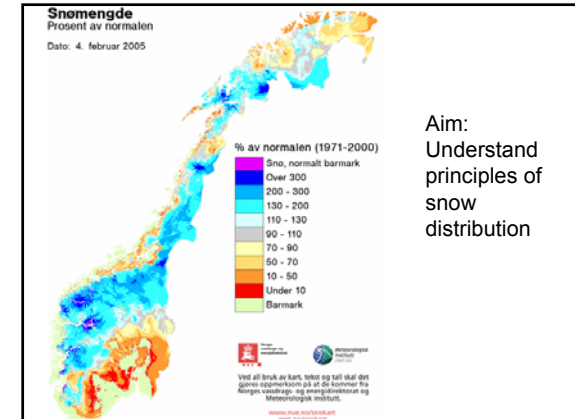 Snømengde
Prosent av normalen
Dato: 4. februar 2005
% av normalen (1971-2000)
Snø, normalt barmark
Over 300
200 - 300
130 - 200
110 - 130
90 - 110
70 - 90
50 - 70
10 - 50
Under 10
Barmark
Meteorologisk
institutt
Ved all bruk av kart, tekst og tall skal det
gjøres oppmerksom på at de kommer fra
Norges vassdrags- og energidirektorat og
Meteorologisk institutt.
www.nve.no/snokart
Aim:
Understand
principles of
snow
distribution